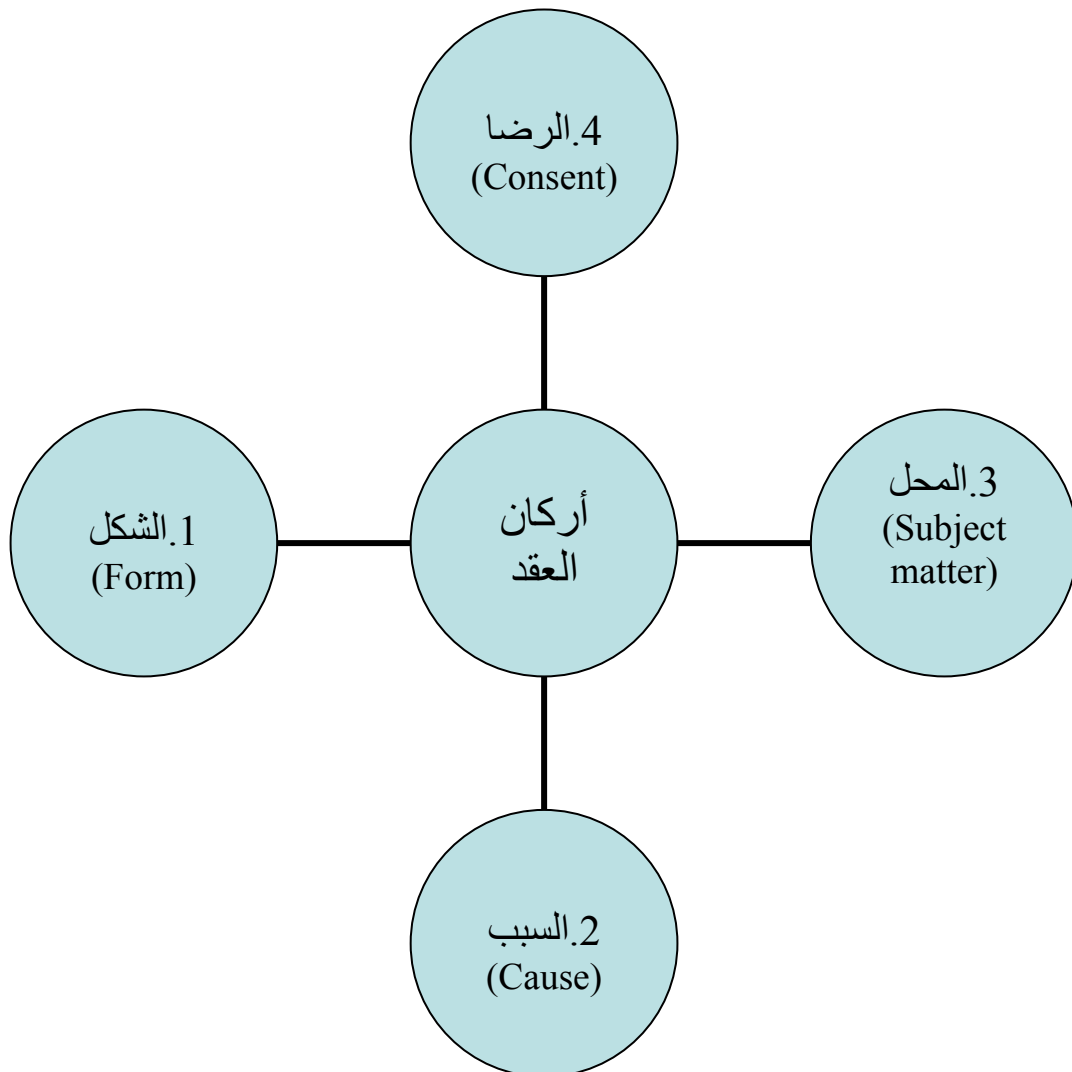 4.الرضا
(Consent)
1.الشكل
(Form)
أركان
العقد
3.المحل
(Subject
matter)
2.السبب
(Cause)